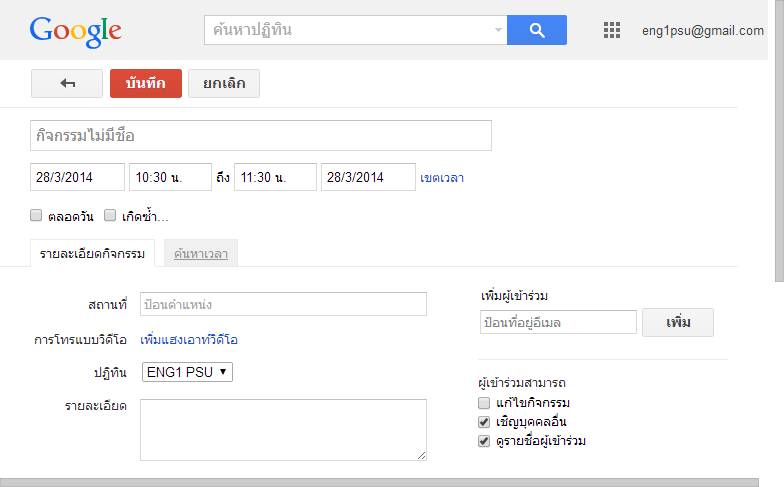 Google ค้นหาปฏิทิน eng1psu@gmail.com
บันทึก ยกเลิก
กิจกรรมไม่มีชื่อ
28/3/2014 10:30 น. ถึง 11:30 น. 28/3/2014 เขตเวลา
ตลอดวัน เกิดซ้ำ...
รายละเอียดกิจกรรม ค้นหาเวลา
สถานที่ ป้อนตำแหน่ง
การโทรแบบวิดีโอ เพิ่มแฮงเอาท์วิดีโอ
ปฏิทิน ENG1 PSU
รายละเอียด
เพิ่มผู้เข้าร่วม
ป้อนที่อยู่อีเมล เพิ่ม
ผู้เข้าร่วมสามารถ
แก้ไขกิจกรรม
เชิญบุคคลอื่น
ดูรายชื่อผู้เข้าร่วม